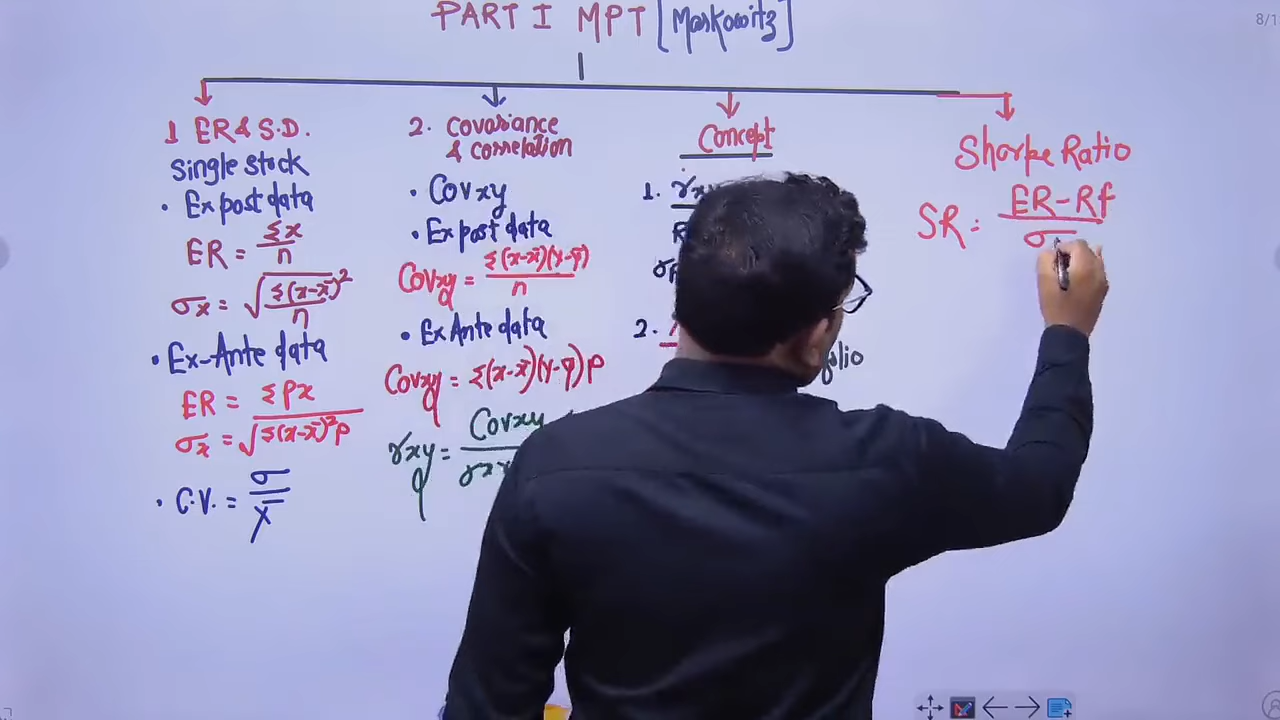 PART I MPT [Markowitz]
8/1
1 ER & S.D.
Single stock
• Ex post data
ER = Σx/n
σx = √(Σ(x-x̄)²/n)
• Ex-Ante data
ER = ΣPx
σx = √Σ(x-x̄)²P
• C.V. = σ/x̄
2. Covariance
& correlation
• Covxy
• Ex post data
Covxy = Σ(x-x̄)(y-ȳ)/n
• Ex Ante data
Covxy = Σ(x-x̄)(y-ȳ)P
rxy = Covxy
Concept
1.
2.
Sharpe Ratio
SR = ER-Rf/σ